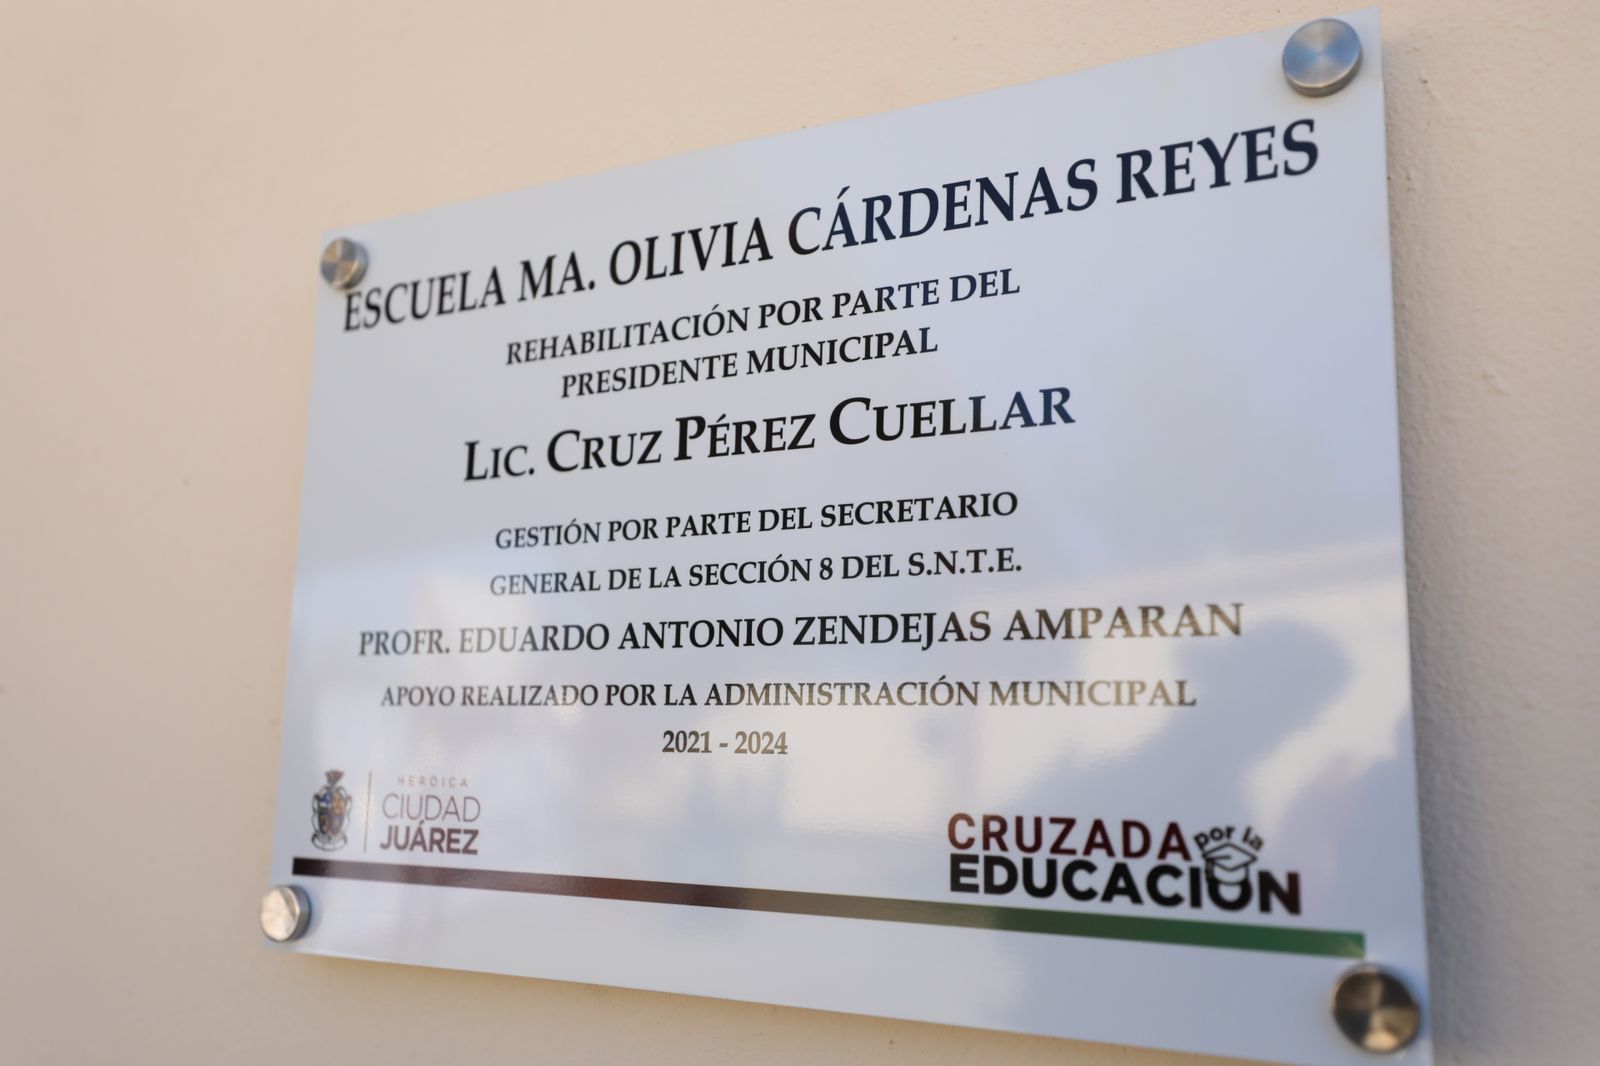 ESCUELA MA. OLIVIA CÁRDENAS REYES
REHABILITACIÓN POR PARTE DEL
PRESIDENTE MUNICIPAL
LIC. CRUZ PÉREZ CUELLAR
GESTIÓN POR PARTE DEL SECRETARIO
GENERAL DE LA SECCIÓN 8 DEL S.N.T.E.
PROFR. EDUARDO ANTONIO ZENDEJAS AMPARAN
APOYO REALIZADO POR LA ADMINISTRACIÓN MUNICIPAL
2021 - 2024
HERÓICA
CIUDAD
JUÁREZ
CRUZADA por la
EDUCACIÓN